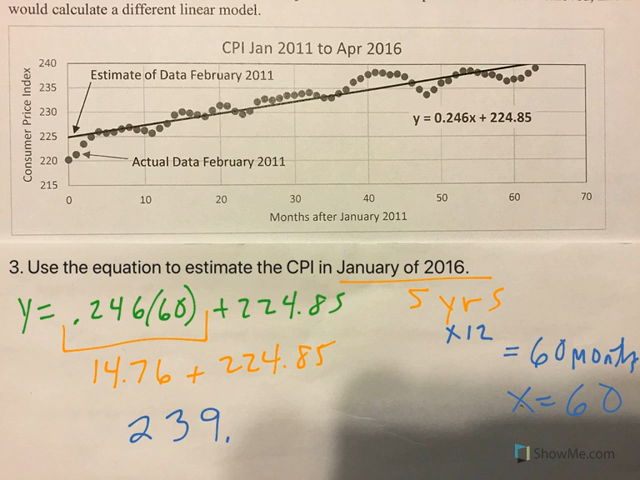 would calculate a different linear model.
CPI Jan 2011 to Apr 2016
Consumer Price Index
240
235
230
225
220
215
Estimate of Data February 2011
y = 0.246x + 224.85
Actual Data February 2011
0 10 20 30 40 50 60 70
Months after January 2011
3. Use the equation to estimate the CPI in January of 2016.
y = .246(60) + 224.85
5 yrs
x12
14.76 + 224.85
= 60 months
x = 60
239.
ShowMe.com